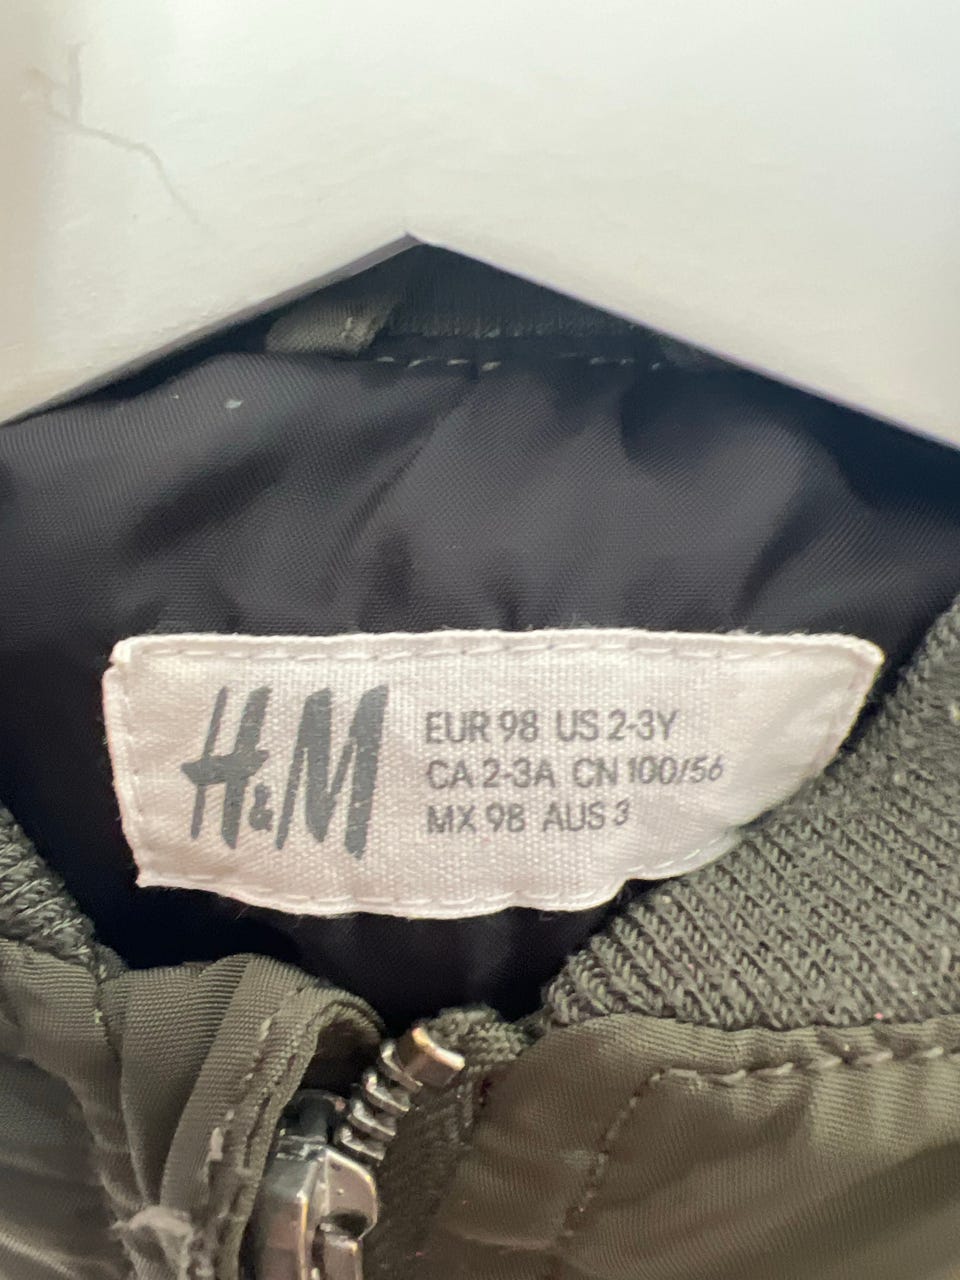 H&M
EUR 98 US 2-3Y
CA 2-3A CN 100/56
MX 98 AUS 3